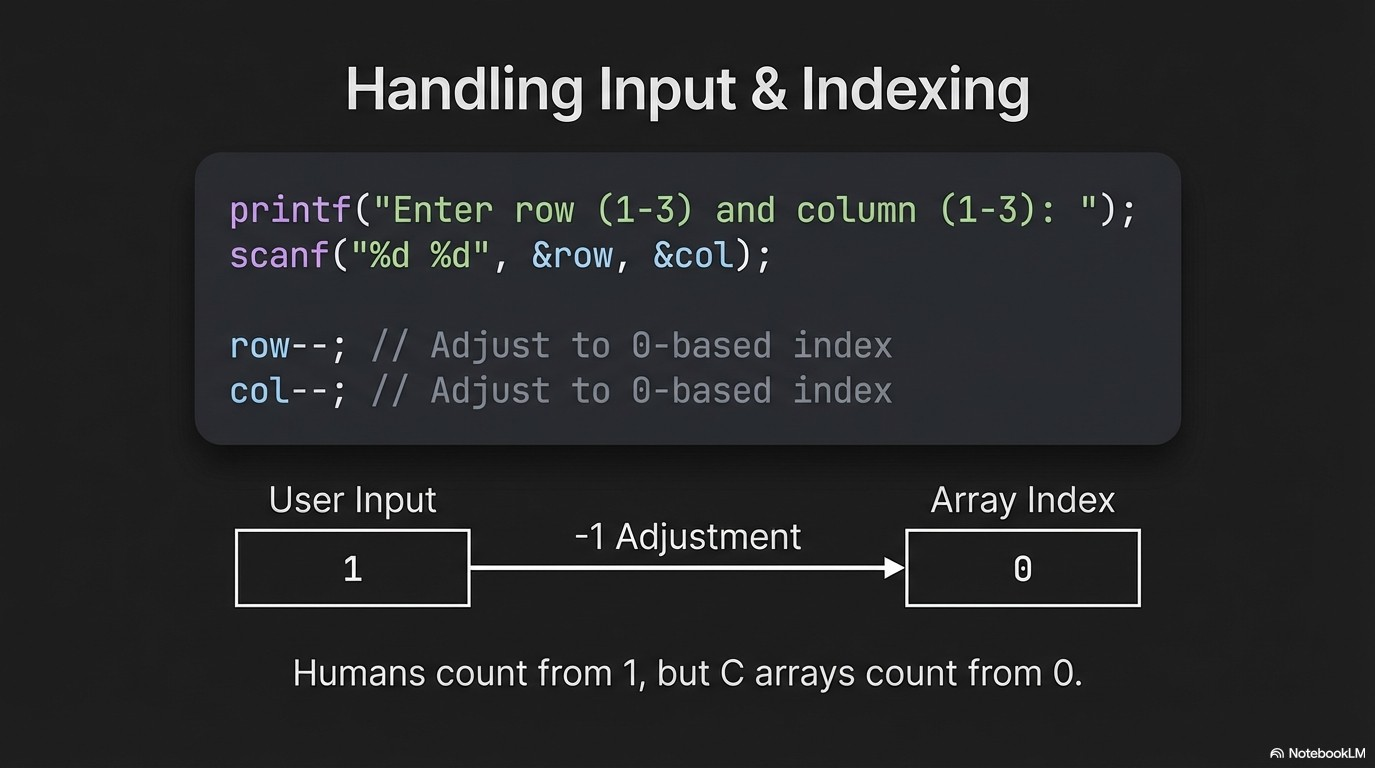 Handling Input & Indexing
printf("Enter row (1-3) and column (1-3): ");
scanf("%d %d", &row, &col);
row--; // Adjust to 0-based index
col--; // Adjust to 0-based index
User Input
Array Index
-1 Adjustment
1
0
Humans count from 1, but C arrays count from 0.
NotebookLM